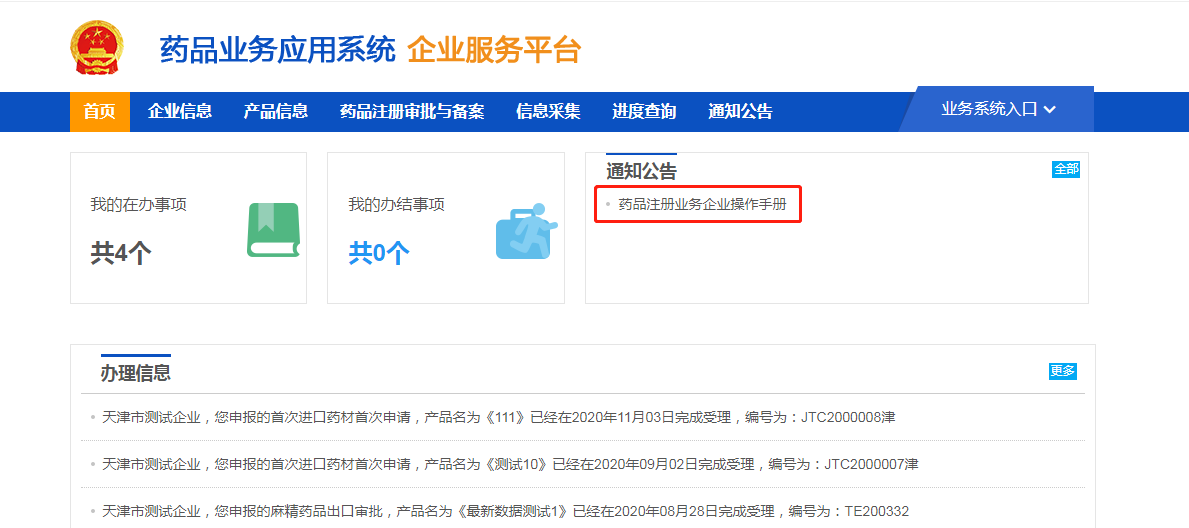 药品业务应用系统 企业服务平台
首页 企业信息 产品信息 药品注册审批与备案 信息采集 进度查询 通知公告 业务系统入口
我的在办事项
共4个
我的办结事项
共0个
通知公告 全部
药品注册业务企业操作手册
办理信息 更多
天津市测试企业，您申报的首次进口药材首次申请，产品名为《111》已经在2020年11月03日完成受理，编号为：JTC2000008津
天津市测试企业，您申报的首次进口药材首次申请，产品名为《测试10》已经在2020年09月02日完成受理，编号为：JTC2000007津
天津市测试企业，您申报的麻精药品出口审批，产品名为《最新数据测试1》已经在2020年08月28日完成受理，编号为：TE200332